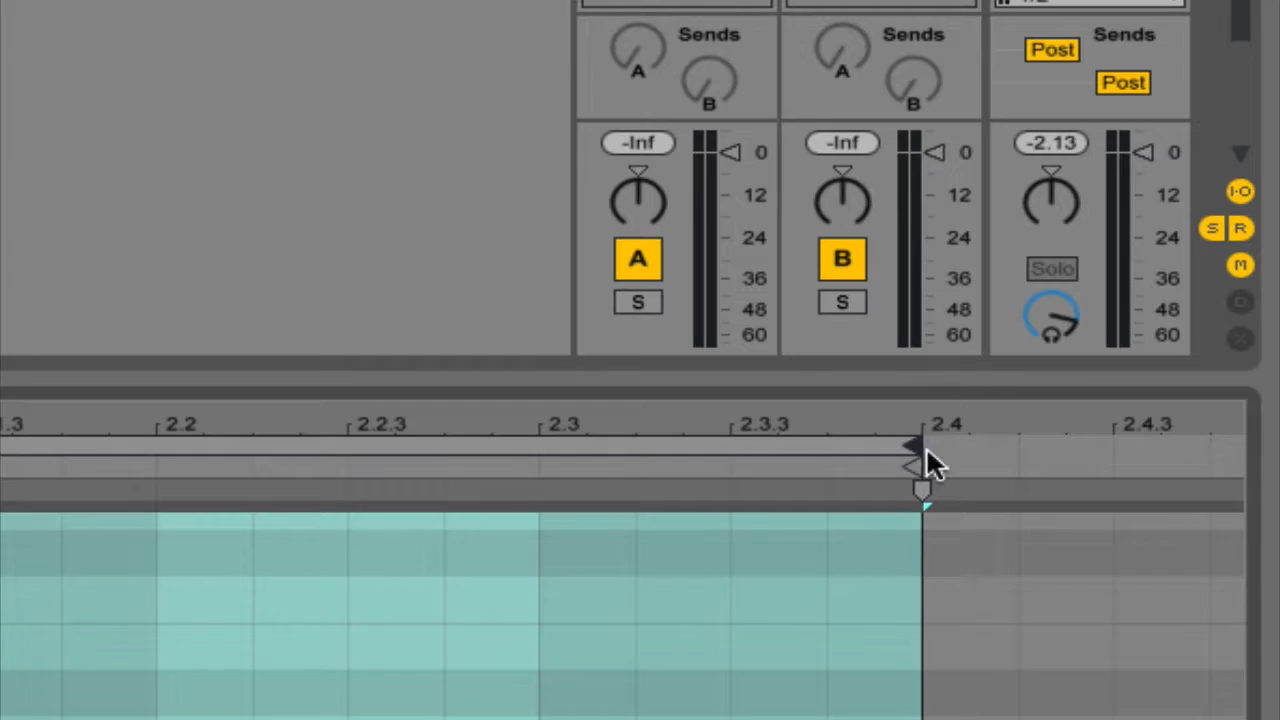 Sends Sends Sends
A A Post
B B Post
-Inf 0 -Inf 0 -2.13 0
12 12 12 I·O
A 24 B 24 24 S R
S 36 S 36 Solo 36 M
48 48 48
60 60 60
2.2 2.2.3 2.3 2.3.3 2.4 2.4.3